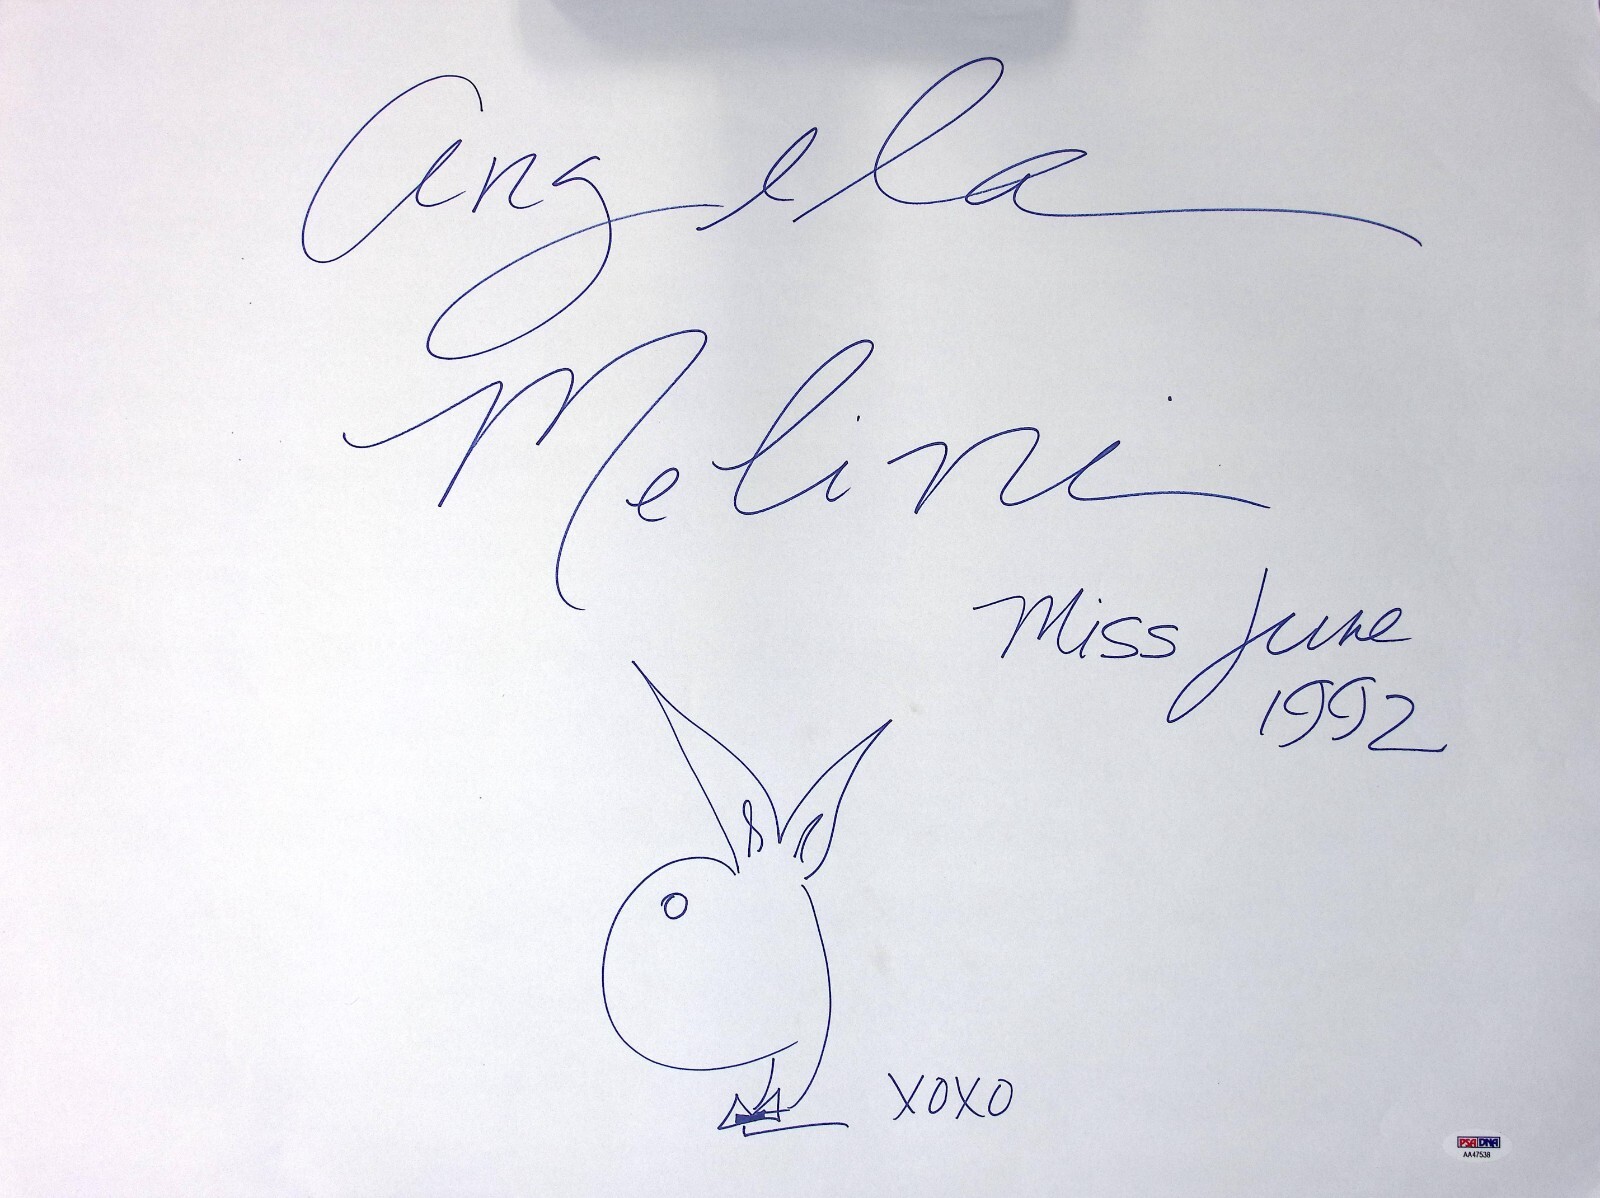 Angela
Melini
Miss June
1992
XOXO
PSA DNA
AA47538